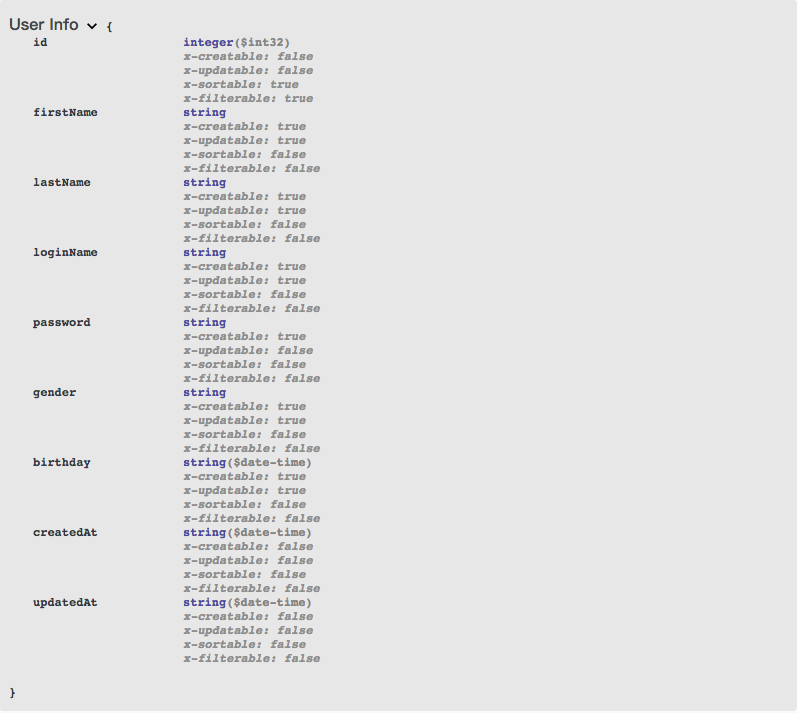 User Info {
id integer($int32)
x-creatable: false
x-updatable: false
x-sortable: true
x-filterable: true
firstName string
x-creatable: true
x-updatable: true
x-sortable: false
x-filterable: false
lastName string
x-creatable: true
x-updatable: true
x-sortable: false
x-filterable: false
loginName string
x-creatable: true
x-updatable: true
x-sortable: false
x-filterable: false
password string
x-creatable: true
x-updatable: false
x-sortable: false
x-filterable: false
gender string
x-creatable: true
x-updatable: true
x-sortable: false
x-filterable: false
birthday string($date-time)
x-creatable: true
x-updatable: true
x-sortable: false
x-filterable: false
createdAt string($date-time)
x-creatable: false
x-updatable: false
x-sortable: false
x-filterable: false
updatedAt string($date-time)
x-creatable: false
x-updatable: false
x-sortable: false
x-filterable: false
}